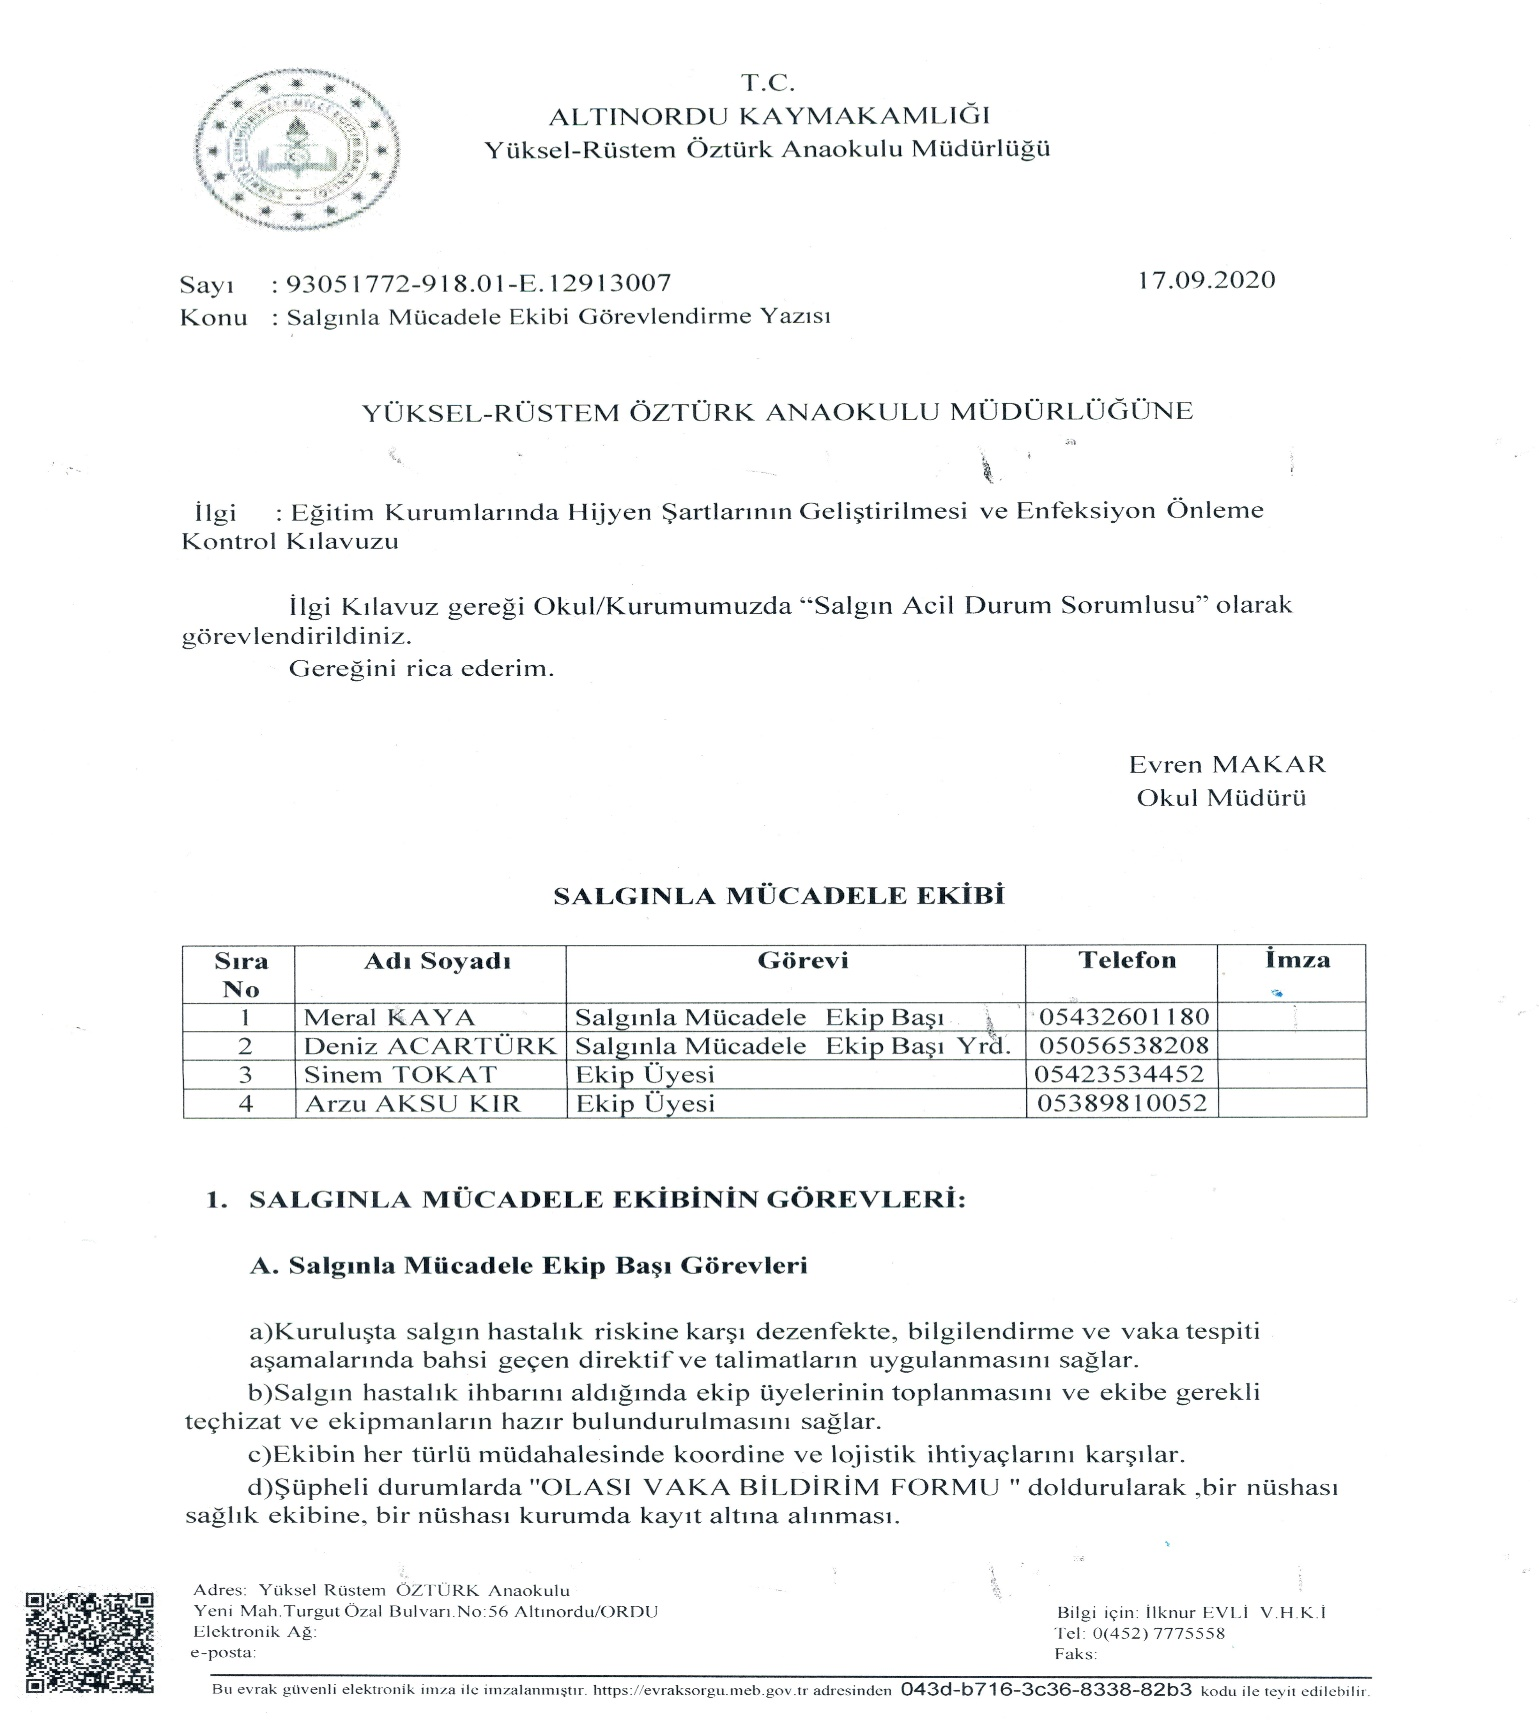 T.C.
ALTINORDU KAYMAKAMLIĞI
Yüksel-Rüstem Öztürk Anaokulu Müdürlüğü
Sayı : 93051772-918.01-E.12913007 17.09.2020
Konu : Salgınla Mücadele Ekibi Görevlendirme Yazısı
YÜKSEL-RÜSTEM ÖZTÜRK ANAOKULU MÜDÜRLÜĞÜNE
İlgi : Eğitim Kurumlarında Hijyen Şartlarının Geliştirilmesi ve Enfeksiyon Önleme
Kontrol Kılavuzu
İlgi Kılavuz gereği Okul/Kurumumuzda “Salgın Acil Durum Sorumlusu” olarak
görevlendirildiniz.
Gereğini rica ederim.
Evren MAKAR
Okul Müdürü
SALGINLA MÜCADELE EKİBİ
Sıra No Adı Soyadı Görevi Telefon İmza
1 Meral KAYA Salgınla Mücadele Ekip Başı 05432601180
2 Deniz ACARTÜRK Salgınla Mücadele Ekip Başı Yrd. 05056538208
3 Sinem TOKAT Ekip Üyesi 05423534452
4 Arzu AKSU KIR Ekip Üyesi 05389810052
1. SALGINLA MÜCADELE EKİBİNİN GÖREVLERİ:
A. Salgınla Mücadele Ekip Başı Görevleri
a)Kuruluşta salgın hastalık riskine karşı dezenfekte, bilgilendirme ve vaka tespiti
aşamalarında bahsi geçen direktif ve talimatların uygulanmasını sağlar.
b)Salgın hastalık ihbarını aldığında ekip üyelerinin toplanmasını ve ekibe gerekli
teçhizat ve ekipmanların hazır bulundurulmasını sağlar.
c)Ekibin her türlü müdahalesinde koordine ve lojistik ihtiyaçlarını karşılar.
d)Şüpheli durumlarda "OLASI VAKA BİLDİRİM FORMU " doldurularak ,bir nüshası
sağlık ekibine, bir nüshası kurumda kayıt altına alınması.
Adres: Yüksel Rüstem ÖZTÜRK Anaokulu
Yeni Mah.Turgut Özal Bulvarı.No:56 Altınordu/ORDU
Elektronik Ağ:
e-posta:
Bilgi için: İlknur EVLİ V.H.K.İ
Tel: 0(452) 7775558
Faks:
Bu evrak güvenli elektronik imza ile imzalanmıştır. https://evraksorgu.meb.gov.tr adresinden 043d-b716-3c36-8338-82b3 kodu ile teyit edilebilir.